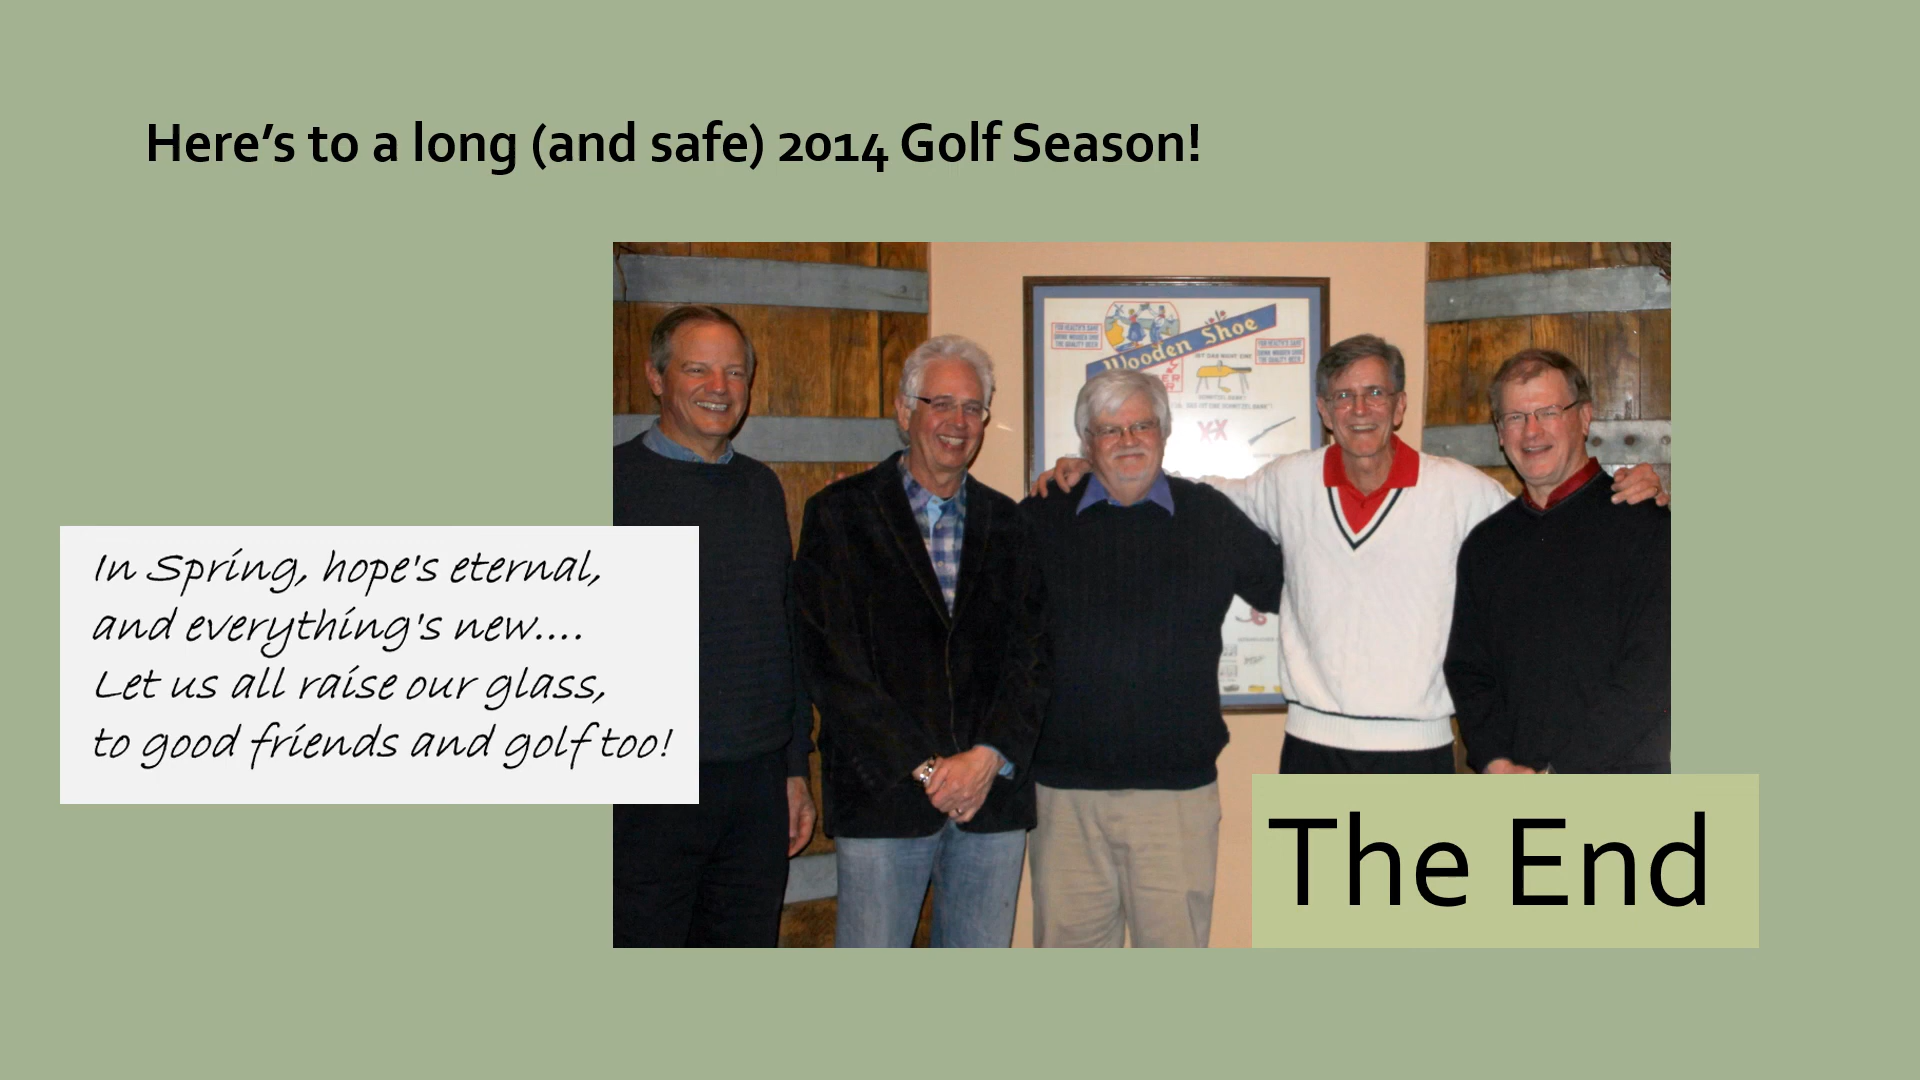 Here's to a long (and safe) 2014 Golf Season!
Wooden Shoe
X-X
In Spring, hope's eternal,
and everything's new....
Let us all raise our glass,
to good friends and golf too!
The End